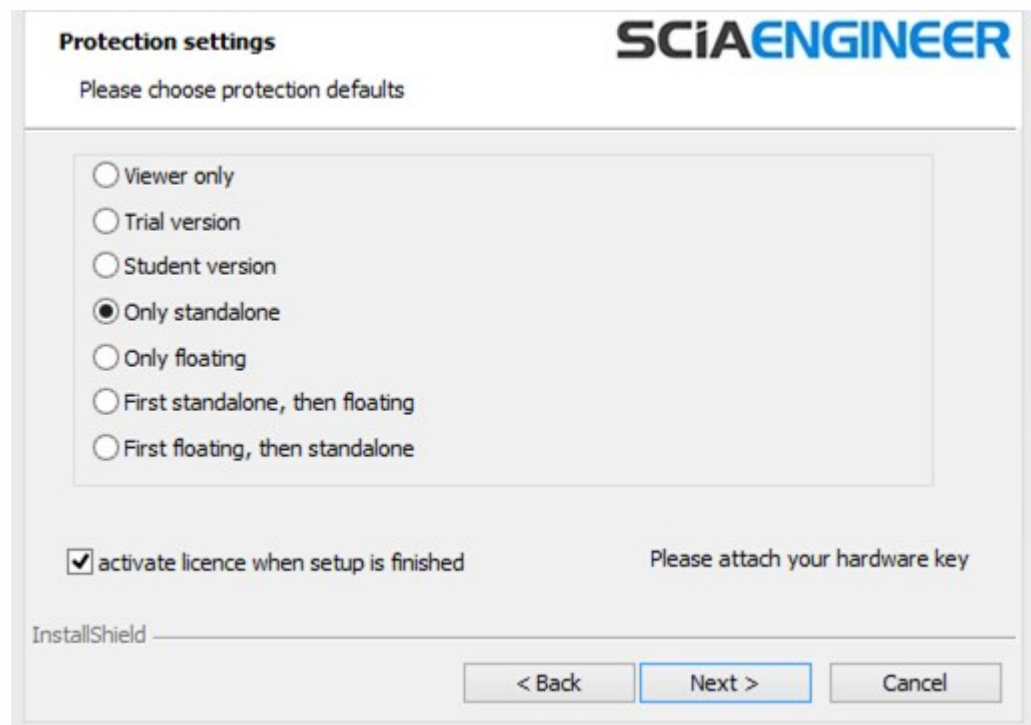 Protection settings
SCiAENGINEER
Please choose protection defaults
Viewer only
Trial version
Student version
Only standalone
Only floating
First standalone, then floating
First floating, then standalone
activate licence when setup is finished
Please attach your hardware key
InstallShield
< Back
Next >
Cancel